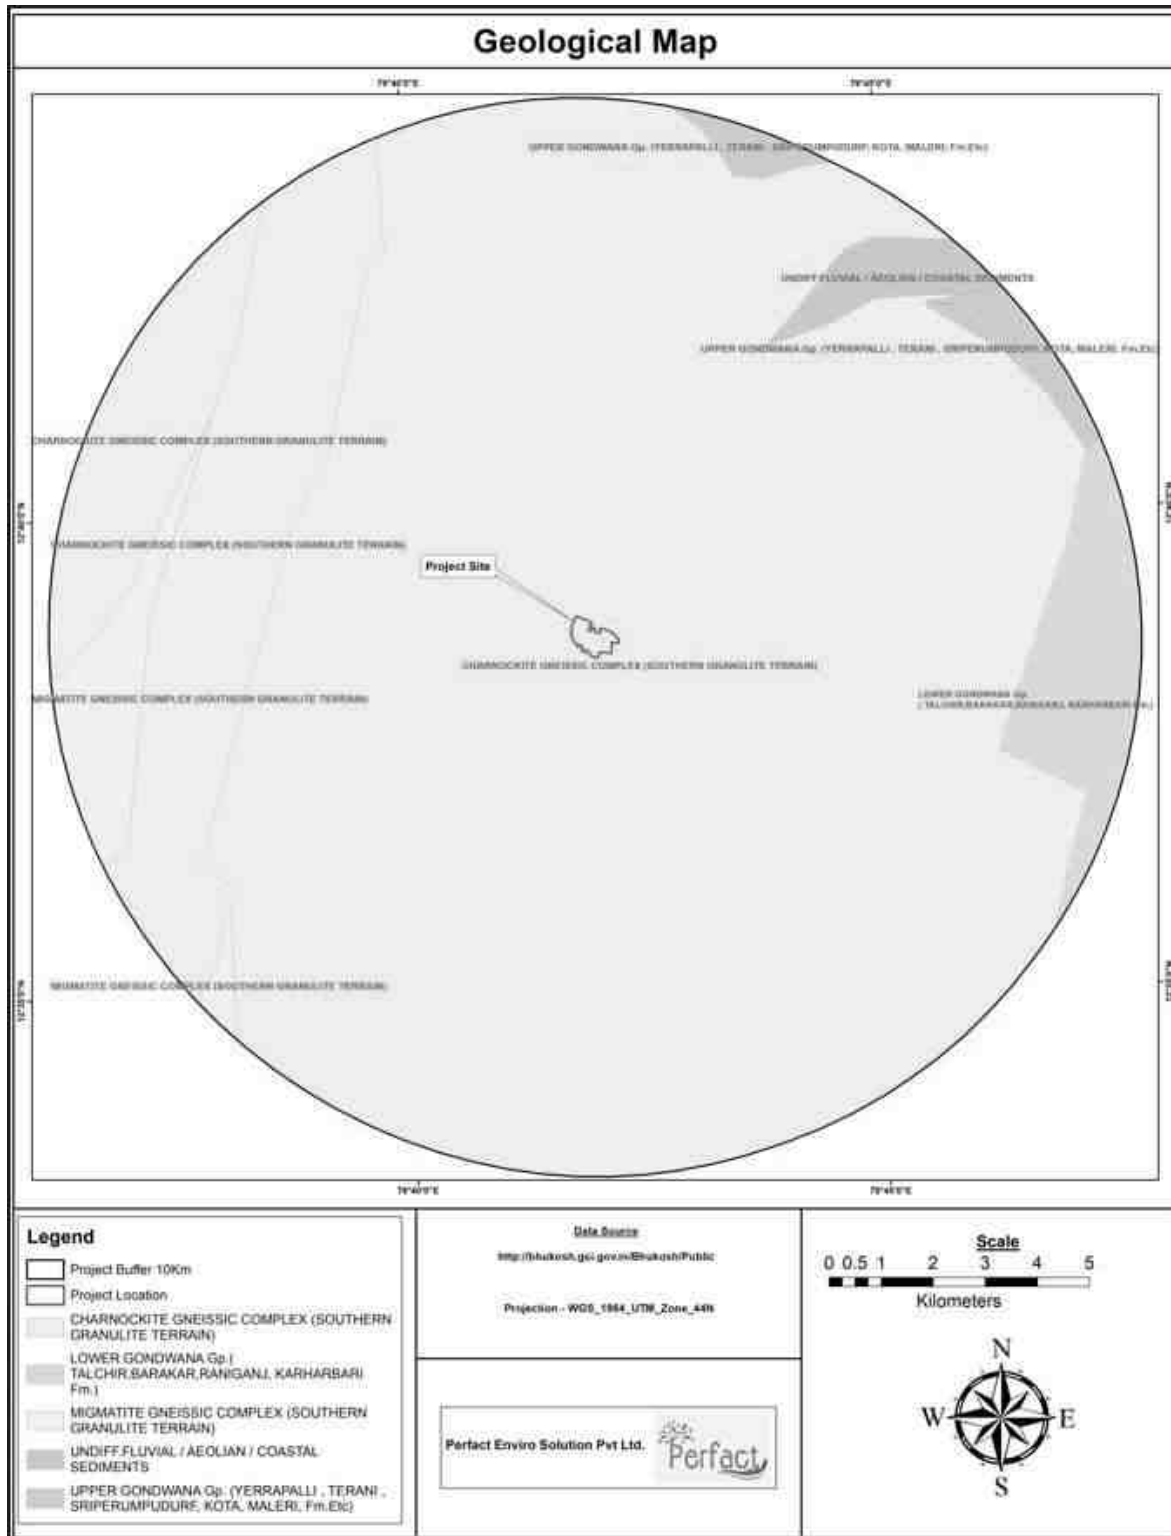 Geological Map
UPPER GONDWANA Gp. (YERRAPALLI , TERANI , SRIPERUMPUDURF, KOTA, MALERI, Fm.Etc)
UNDIFF.FLUVIAL / AEOLIAN / COASTAL SEDIMENTS
UPPER GONDWANA Gp. (YERRAPALLI , TERANI , SRIPERUMPUDURF, KOTA, MALERI, Fm.Etc)
CHARNOCKITE GNEISSIC COMPLEX (SOUTHERN GRANULITE TERRAIN)
CHARNOCKITE GNEISSIC COMPLEX (SOUTHERN GRANULITE TERRAIN)
Project Site
CHARNOCKITE GNEISSIC COMPLEX (SOUTHERN GRANULITE TERRAIN)
MIGMATITE GNEISSIC COMPLEX (SOUTHERN GRANULITE TERRAIN)
LOWER GONDWANA Gp.
( TALCHIR,BARAKAR,RANIGANJ, KARHARBARI Fm.)
MIGMATITE GNEISSIC COMPLEX (SOUTHERN GRANULITE TERRAIN)
Legend
Project Buffer 10Km
Project Location
CHARNOCKITE GNEISSIC COMPLEX (SOUTHERN
GRANULITE TERRAIN)
LOWER GONDWANA Gp.(
TALCHIR,BARAKAR,RANIGANJ, KARHARBARI
Fm.)
MIGMATITE GNEISSIC COMPLEX (SOUTHERN
GRANULITE TERRAIN)
UNDIFF.FLUVIAL / AEOLIAN / COASTAL
SEDIMENTS
UPPER GONDWANA Gp. (YERRAPALLI , TERANI ,
SRIPERUMPUDURF, KOTA, MALERI, Fm.Etc)
Data Source
http://bhukosh.gsi.gov.in/Bhukosh/Public
Projection - WGS_1984_UTM_Zone_44N
Perfact Enviro Solution Pvt Ltd.
Perfact
Scale
0 0.5 1 2 3 4 5
Kilometers
N
W E
S